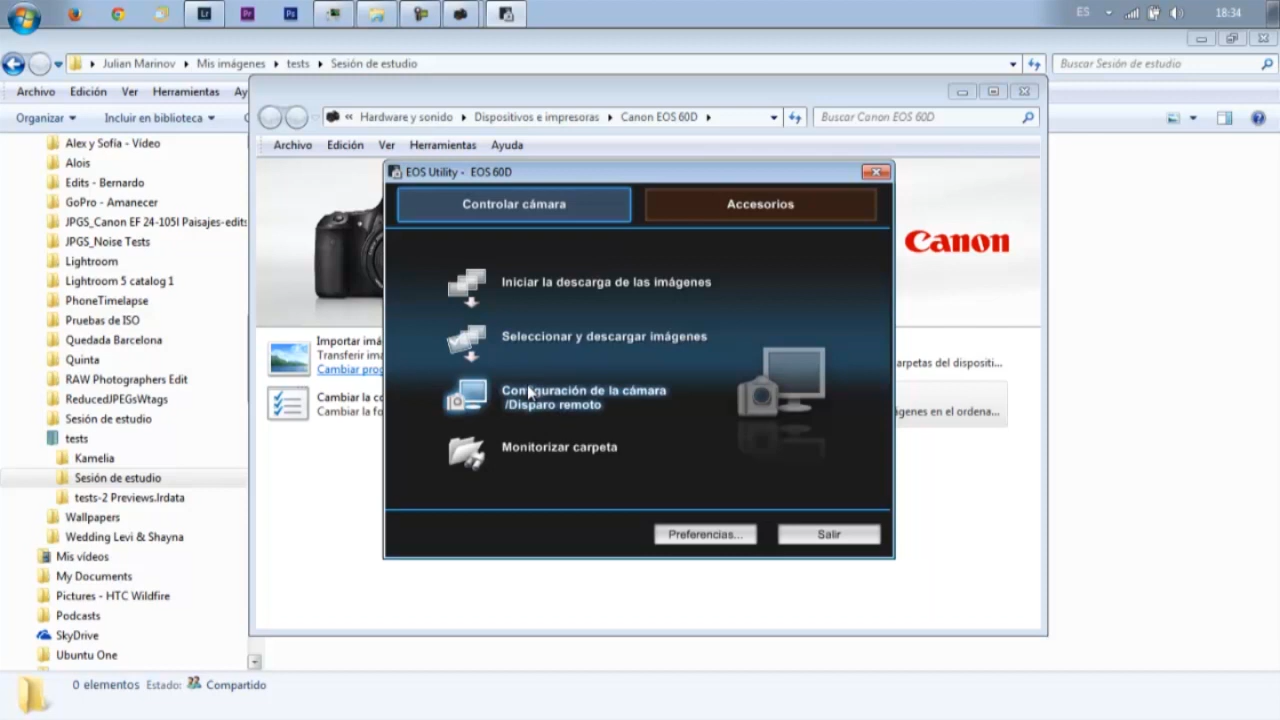 Lr
Pr
Ps
ES
18:34
Julian Marinov
Mis imágenes
tests
Sesión de estudio
Buscar Sesión de estudio
Archivo
Edición
Ver
Herramientas
Ay
Organizar
Incluir en biblioteca
Alex y Sofía - Vídeo
Alois
Edits - Bernardo
GoPro - Amanecer
JPGS_Canon EF 24-105l Paisajes-edits
JPGS_Noise Tests
Lightroom
Lightroom 5 catalog 1
PhoneTimelapse
Pruebas de ISO
Quedada Barcelona
Quinta
RAW Photographers Edit
ReducedJPEGsWtags
Sesión de estudio
tests
Kamelia
Sesión de estudio
tests-2 Previews.lrdata
Wallpapers
Wedding Levi & Shayna
Mis vídeos
My Documents
Pictures - HTC Wildfire
Podcasts
SkyDrive
Ubuntu One
0 elementos Estado: Compartido
« Hardware y sonido
Dispositivos e impresoras
Canon EOS 60D
Buscar Canon EOS 60D
Archivo
Edición
Ver
Herramientas
Ayuda
Canon
Importar imá
Transferir ima
Cambiar prog
Cambiar la co
Cambiar la fo
arpetas del dispositi...
ágenes en el ordena...
EOS Utility - EOS 60D
Controlar cámara
Accesorios
Iniciar la descarga de las imágenes
Seleccionar y descargar imágenes
Configuración de la cámara
/Disparo remoto
Monitorizar carpeta
Preferencias...
Salir